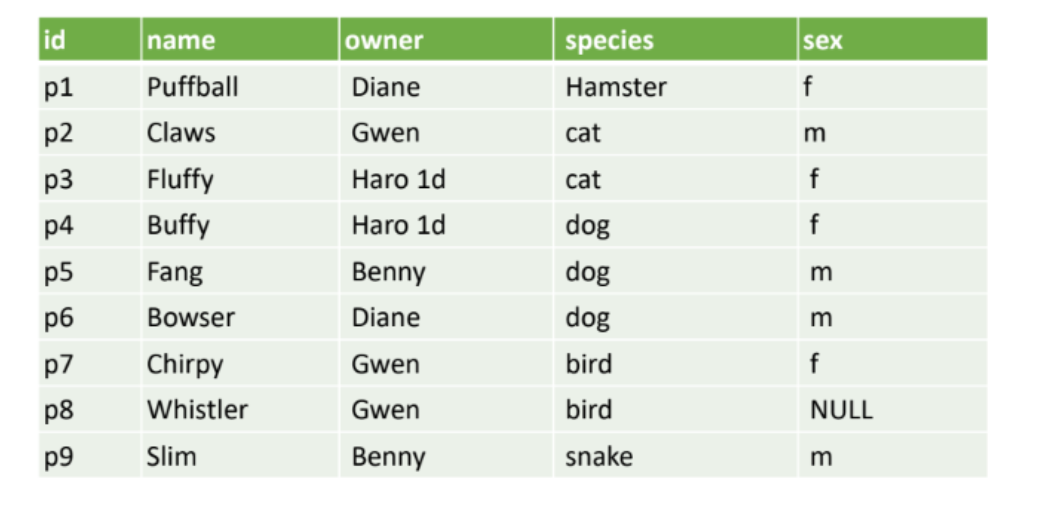 id name owner species sex
p1 Puffball Diane Hamster f
p2 Claws Gwen cat m
p3 Fluffy Haro 1d cat f
p4 Buffy Haro 1d dog f
p5 Fang Benny dog m
p6 Bowser Diane dog m
p7 Chirpy Gwen bird f
p8 Whistler Gwen bird NULL
p9 Slim Benny snake m